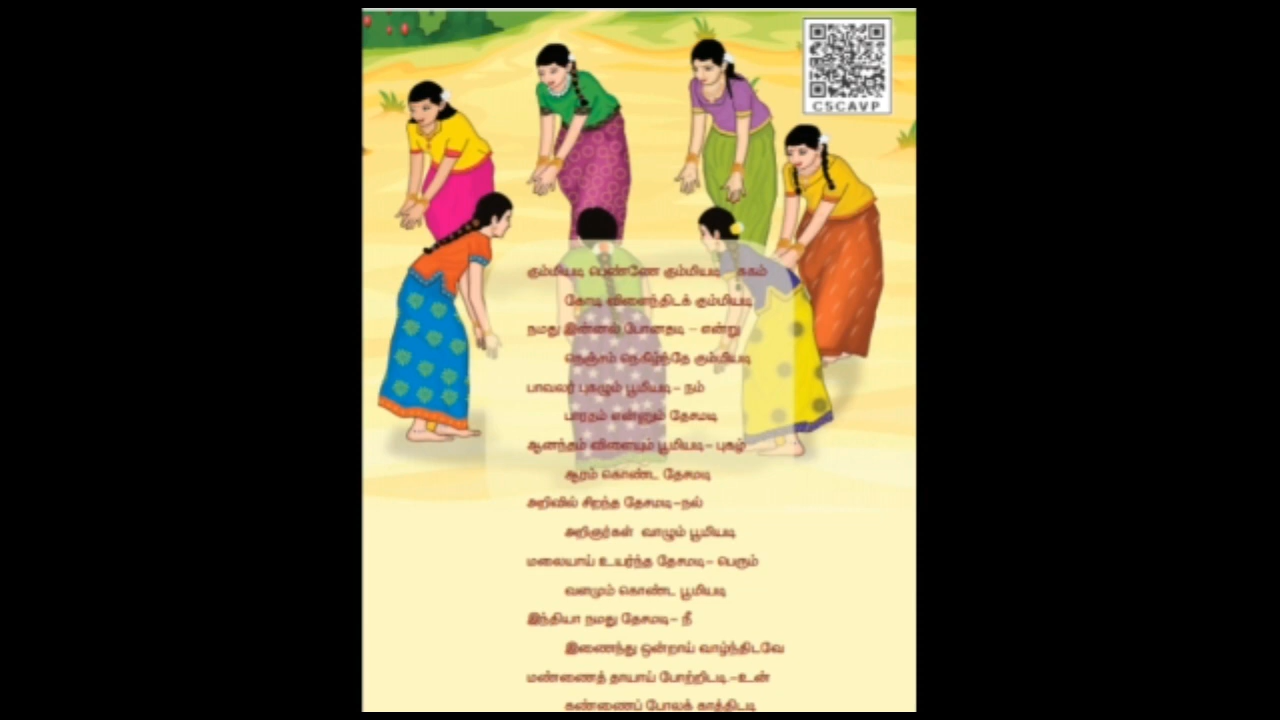 CSCAVP
கும்மியடி பெண்ணே கும்மியடி சுகம்
கோடி விளைந்திடக் கும்மியடி
நமது இன்னல் போனதடி – என்று
நெஞ்சம் நெகிழ்ந்தே கும்மியடி
பாவலர் புகழும் பூமியடி– நம்
பாரதம் என்னும் தேசமடி
ஆனந்தம் விளையும் பூமியடி– புகழ்
ஆரம் கொண்ட தேசமடி
அறிவில் சிறந்த தேசமடி–நல்
அறிஞர்கள் வாழும் பூமியடி
மலையாய் உயர்ந்த தேசமடி– பெரும்
வளமும் கொண்ட பூமியடி
இந்தியா நமது தேசமடி– நீ
இணைந்து ஒன்றாய் வாழ்ந்திடவே
மண்ணைத் தாயாய் போற்றிடடி–உன்
கண்ணைப் போலக் காத்திடடி